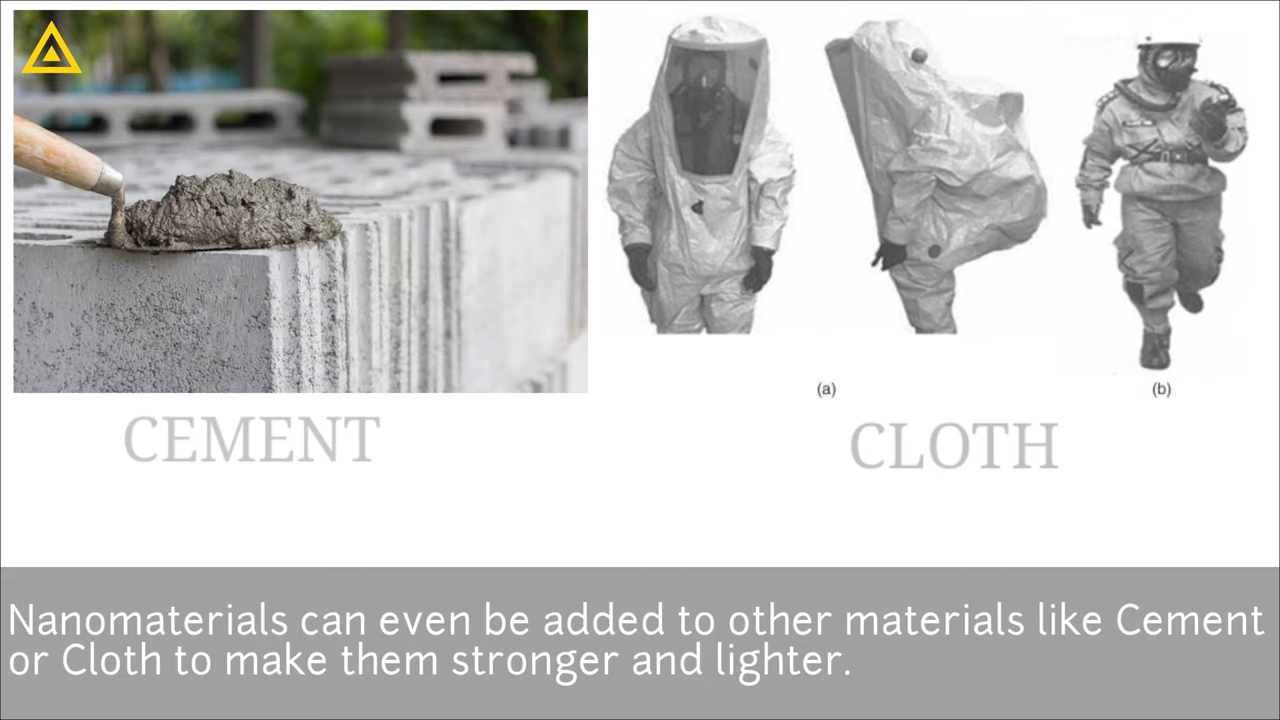 (a)
(b)
CEMENT
CLOTH
Nanomaterials can even be added to other materials like Cement
or Cloth to make them stronger and lighter.